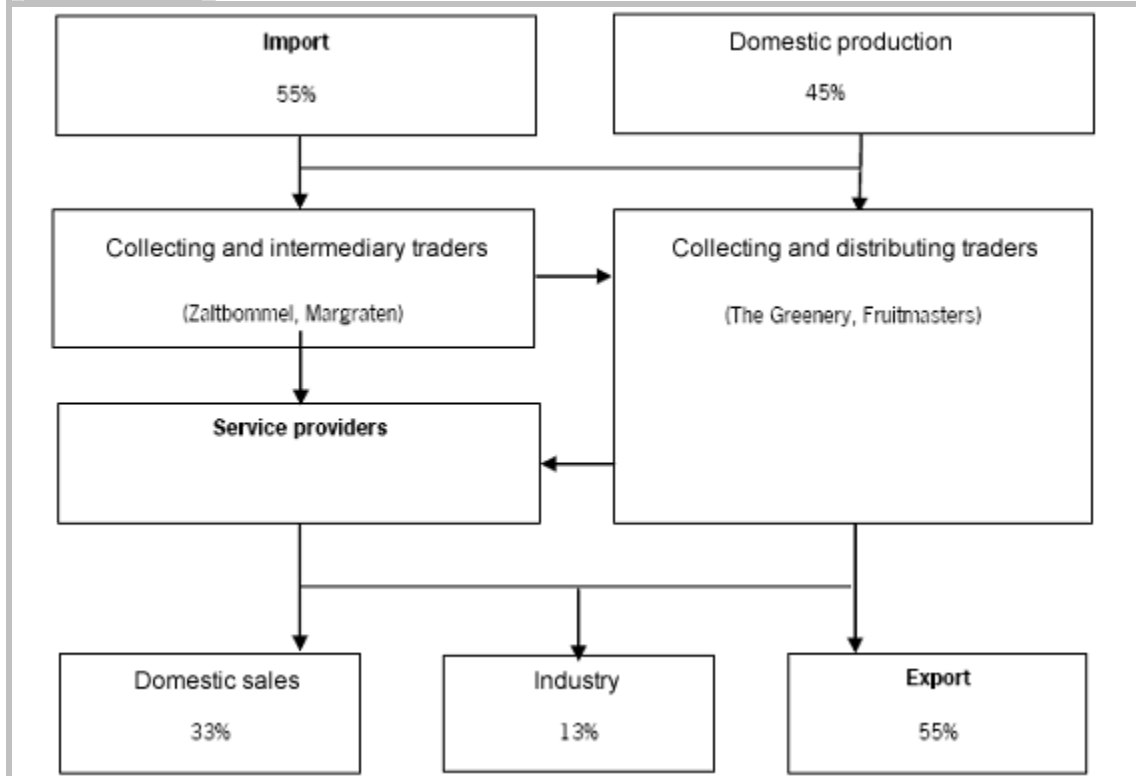 Import
55%
Domestic production
45%
Collecting and intermediary traders
(Zaltbommel, Margraten)
Collecting and distributing traders
(The Greenery, Fruitmasters)
Service providers
Domestic sales
33%
Industry
13%
Export
55%